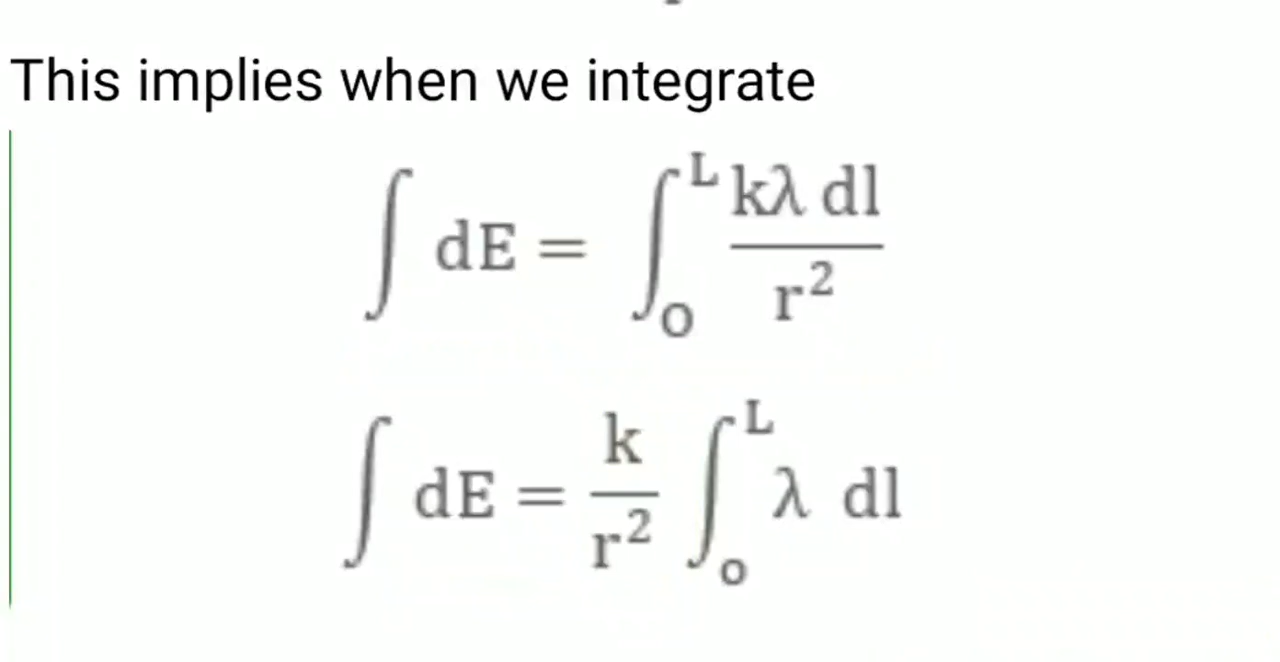 This implies when we integrate
∫ dE = ∫₀ᴸ kλ dl / r²
∫ dE = k / r² ∫₀ᴸ λ dl